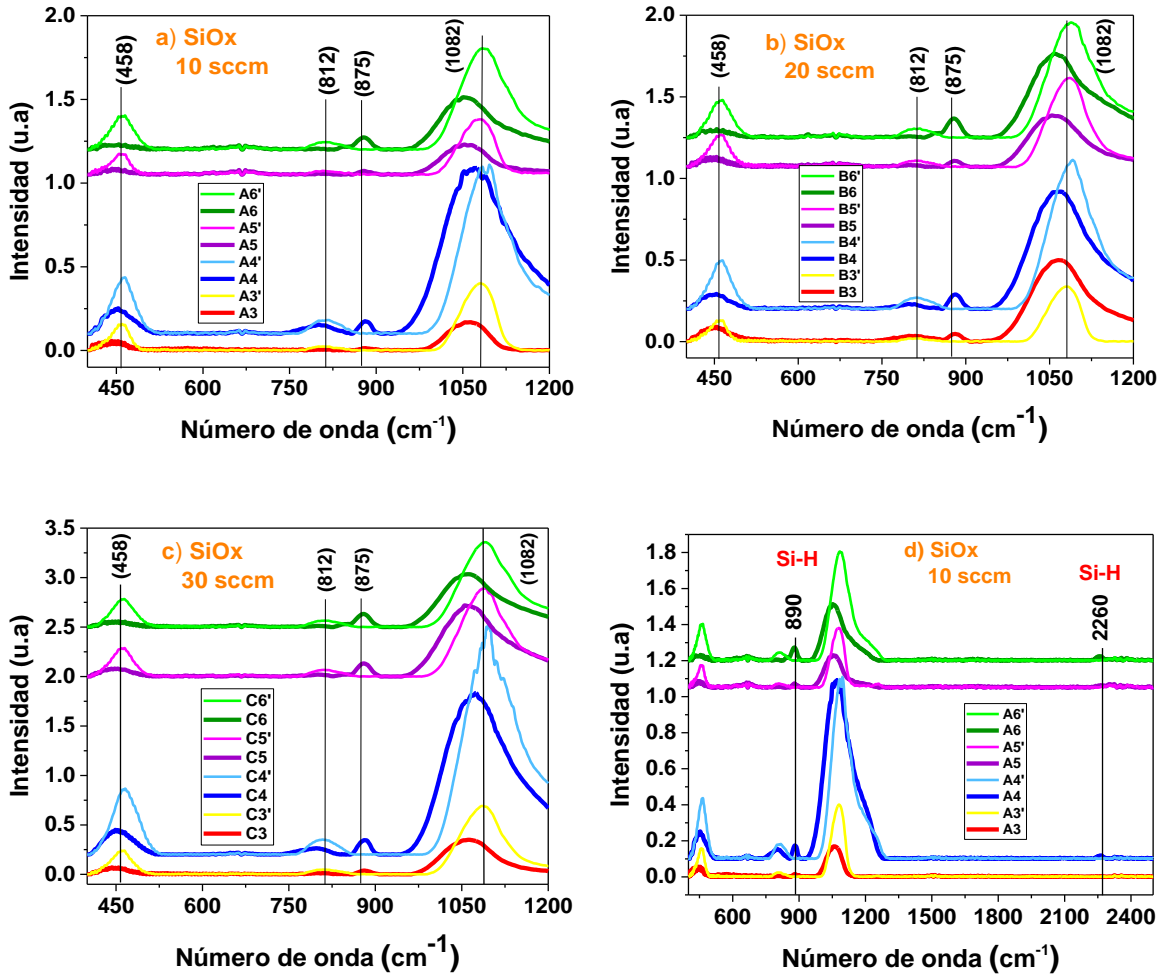 a) SiOx
10 sccm
(458)
(812)
(875)
(1082)
2.0
1.5
1.0
0.5
0.0
Intensidad (u.a)
A6'
A6
A5'
A5
A4'
A4
A3'
A3
450 600 750 900 1050 1200
Número de onda (cm-1)
b) SiOx
20 sccm
(458)
(812)
(875)
(1082)
2.0
1.5
1.0
0.5
0.0
Intensidad (u.a)
B6'
B6
B5'
B5
B4'
B4
B3'
B3
450 600 750 900 1050 1200
Número de onda (cm-1)
c) SiOx
30 sccm
(458)
(812)
(875)
(1082)
3.5
3.0
2.5
2.0
1.5
1.0
0.5
0.0
Intensidad (u.a)
C6'
C6
C5'
C5
C4'
C4
C3'
C3
450 600 750 900 1050 1200
Número de onda (cm-1)
d) SiOx
10 sccm
Si-H
Si-H
890
2260
1.8
1.6
1.4
1.2
1.0
0.8
0.6
0.4
0.2
0.0
Intensidad (u.a)
A6'
A6
A5'
A5
A4'
A4
A3'
A3
600 900 1200 1500 1800 2100 2400
Número de onda (cm-1)